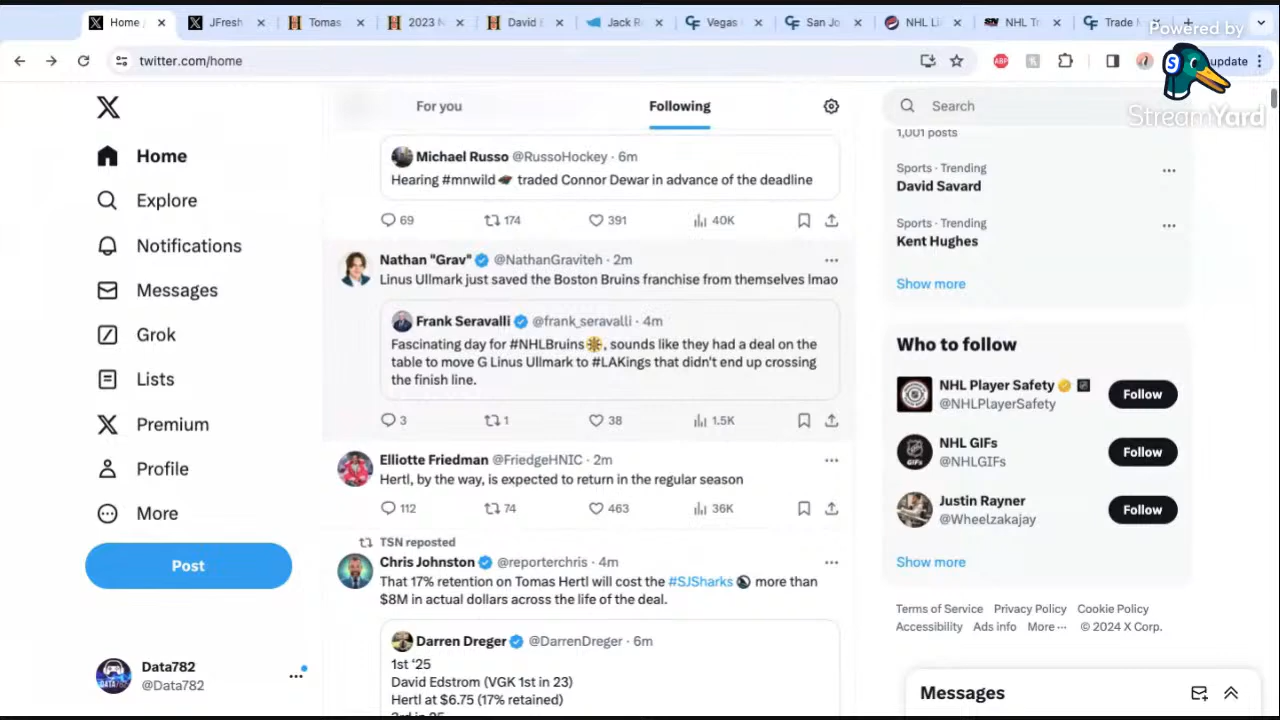 Home
JFresh
Tomas
2023 N
David E
Jack R
Vegas
San Jo
NHL Li
NHL Tr
Trade
Powered by
StreamYard
twitter.com/home
update
For you
Following
Search
1,001 posts
Home
Explore
Notifications
Messages
Grok
Lists
Premium
Profile
More
Post
Data782
@Data782
Michael Russo @RussoHockey · 6m
Hearing #mnwild traded Connor Dewar in advance of the deadline
69 174 391 40K
Nathan "Grav" @NathanGraviteh · 2m
Linus Ullmark just saved the Boston Bruins franchise from themselves lmao
Frank Seravalli @frank_seravalli · 4m
Fascinating day for #NHLBruins, sounds like they had a deal on the
table to move G Linus Ullmark to #LAKings that didn't end up crossing
the finish line.
3 1 38 1.5K
Elliotte Friedman @FriedgeHNIC · 2m
Hertl, by the way, is expected to return in the regular season
112 74 463 36K
TSN reposted
Chris Johnston @reporterchris · 4m
That 17% retention on Tomas Hertl will cost the #SJSharks more than
$8M in actual dollars across the life of the deal.
Darren Dreger @DarrenDreger · 6m
1st '25
David Edstrom (VGK 1st in 23)
Hertl at $6.75 (17% retained)
Sports · Trending
David Savard
Sports · Trending
Kent Hughes
Show more
Who to follow
NHL Player Safety
@NHLPlayerSafety
Follow
NHL GIFs
@NHLGIFs
Follow
Justin Rayner
@Wheelzakajay
Follow
Show more
Terms of Service Privacy Policy Cookie Policy
Accessibility Ads info More ··· © 2024 X Corp.
Messages